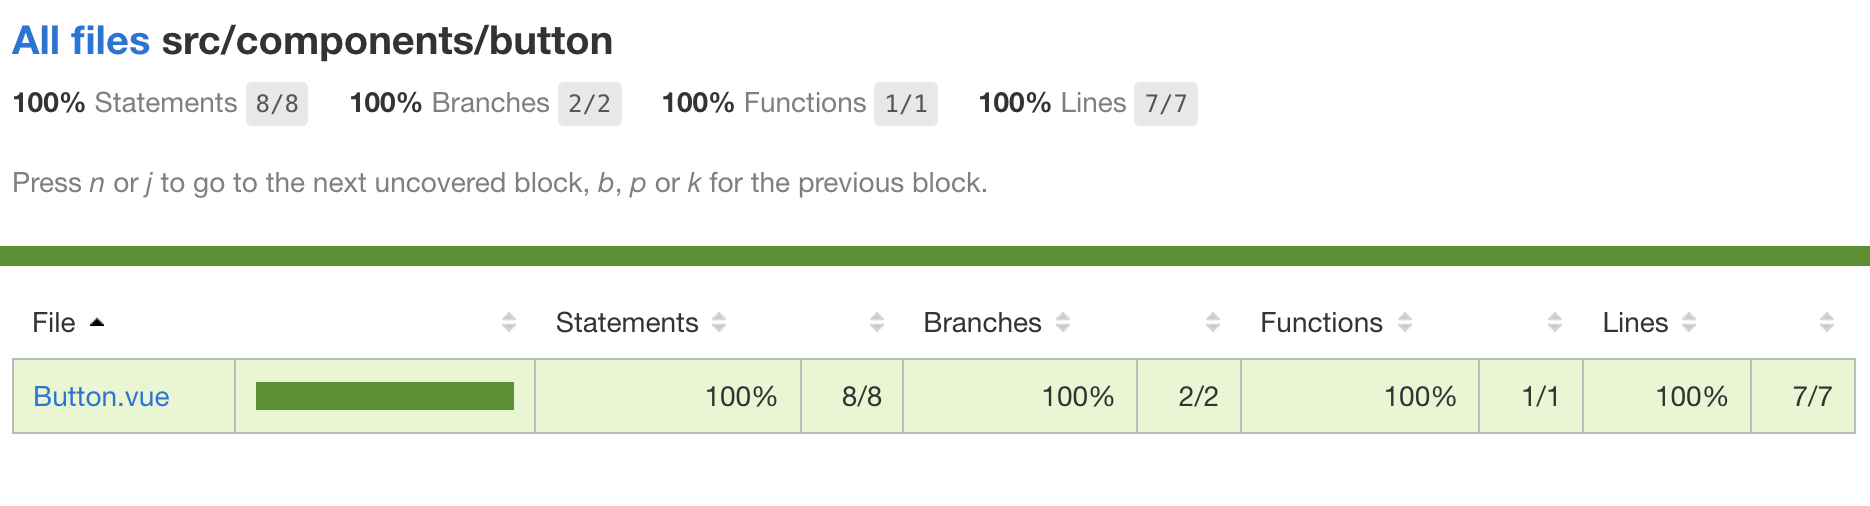 All files src/components/button
100% Statements 8/8 100% Branches 2/2 100% Functions 1/1 100% Lines 7/7
Press n or j to go to the next uncovered block, b, p or k for the previous block.
File Statements Branches Functions Lines
Button.vue 100% 8/8 100% 2/2 100% 1/1 100% 7/7